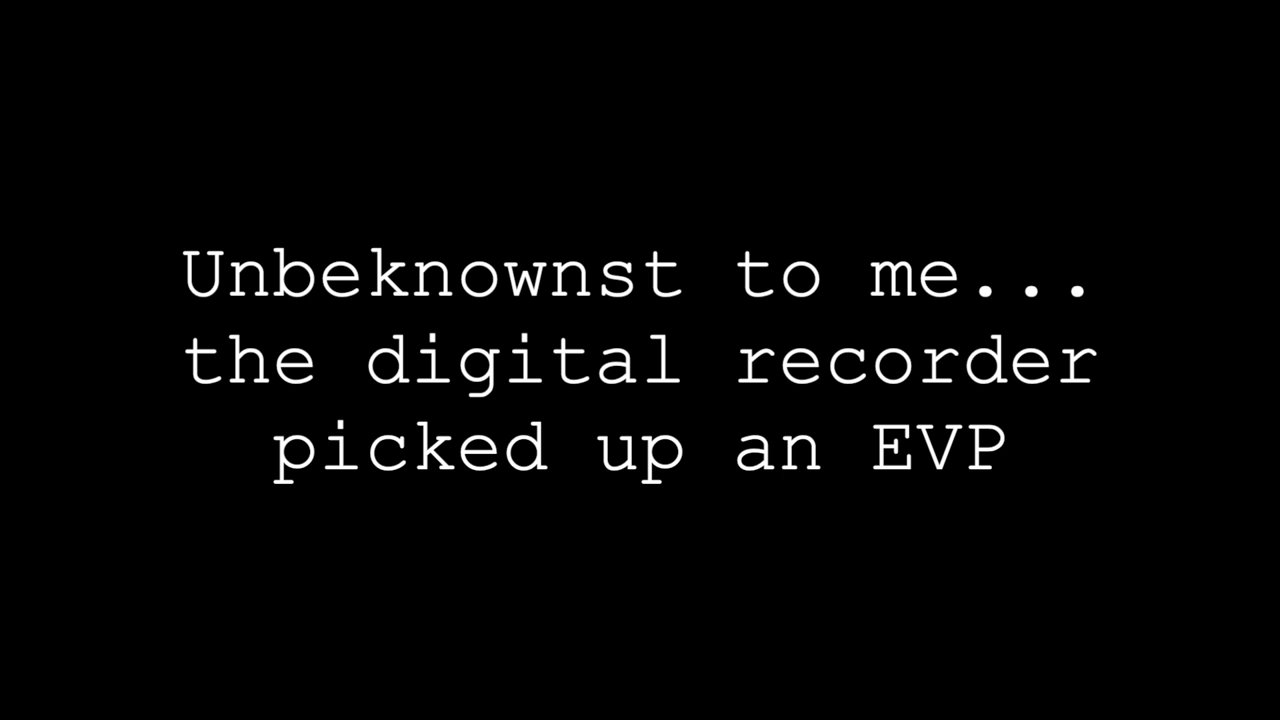 Unbeknownst to me...
the digital recorder
picked up an EVP